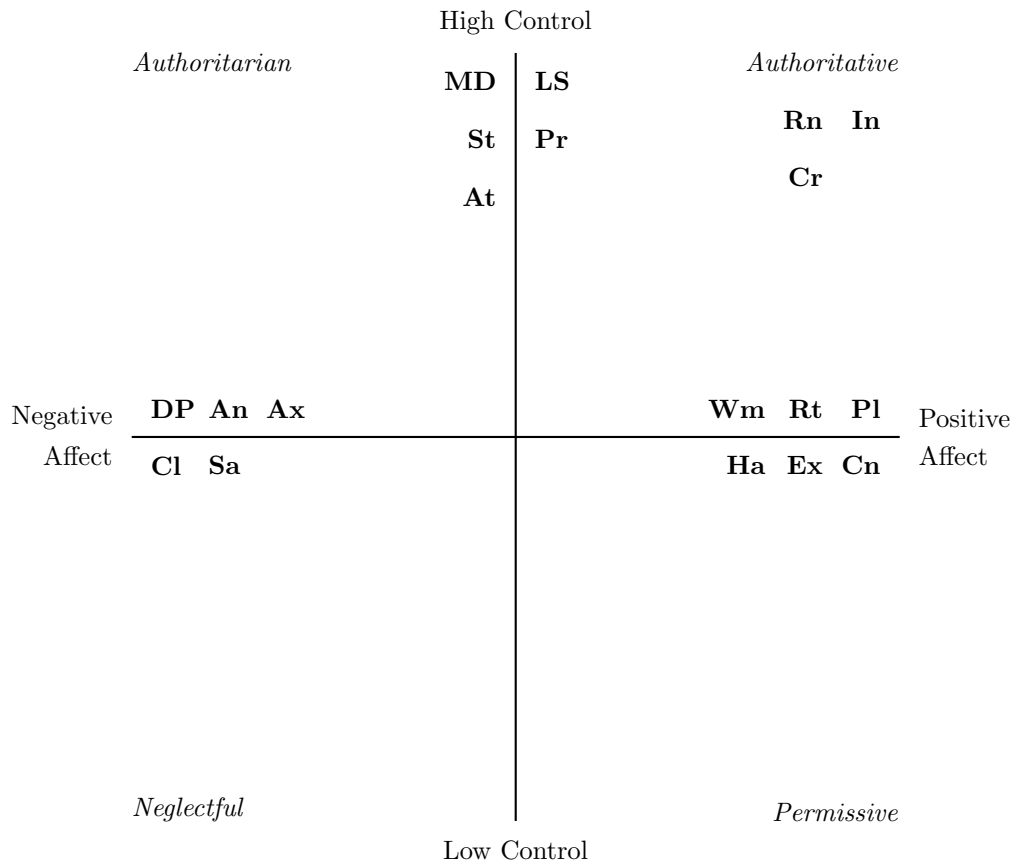 High Control
Authoritarian
Authoritative
MD LS
Rn In
St Pr
Cr
At
Negative
Affect
DP An Ax
Wm Rt Pl
Positive
Affect
Cl Sa
Ha Ex Cn
Neglectful
Permissive
Low Control